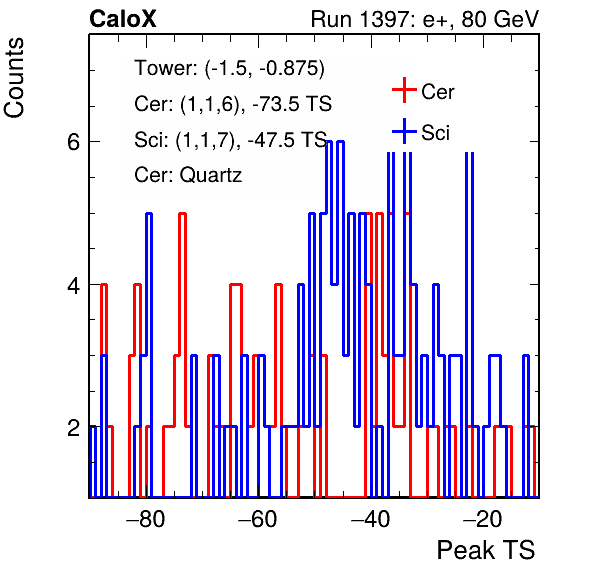 CaloX Run 1397: e+, 80 GeV
Counts
Tower: (-1.5, -0.875)
Cer: (1,1,6), -73.5 TS
Sci: (1,1,7), -47.5 TS
Cer: Quartz
Cer
Sci
6
4
2
−80 −60 −40 −20
Peak TS